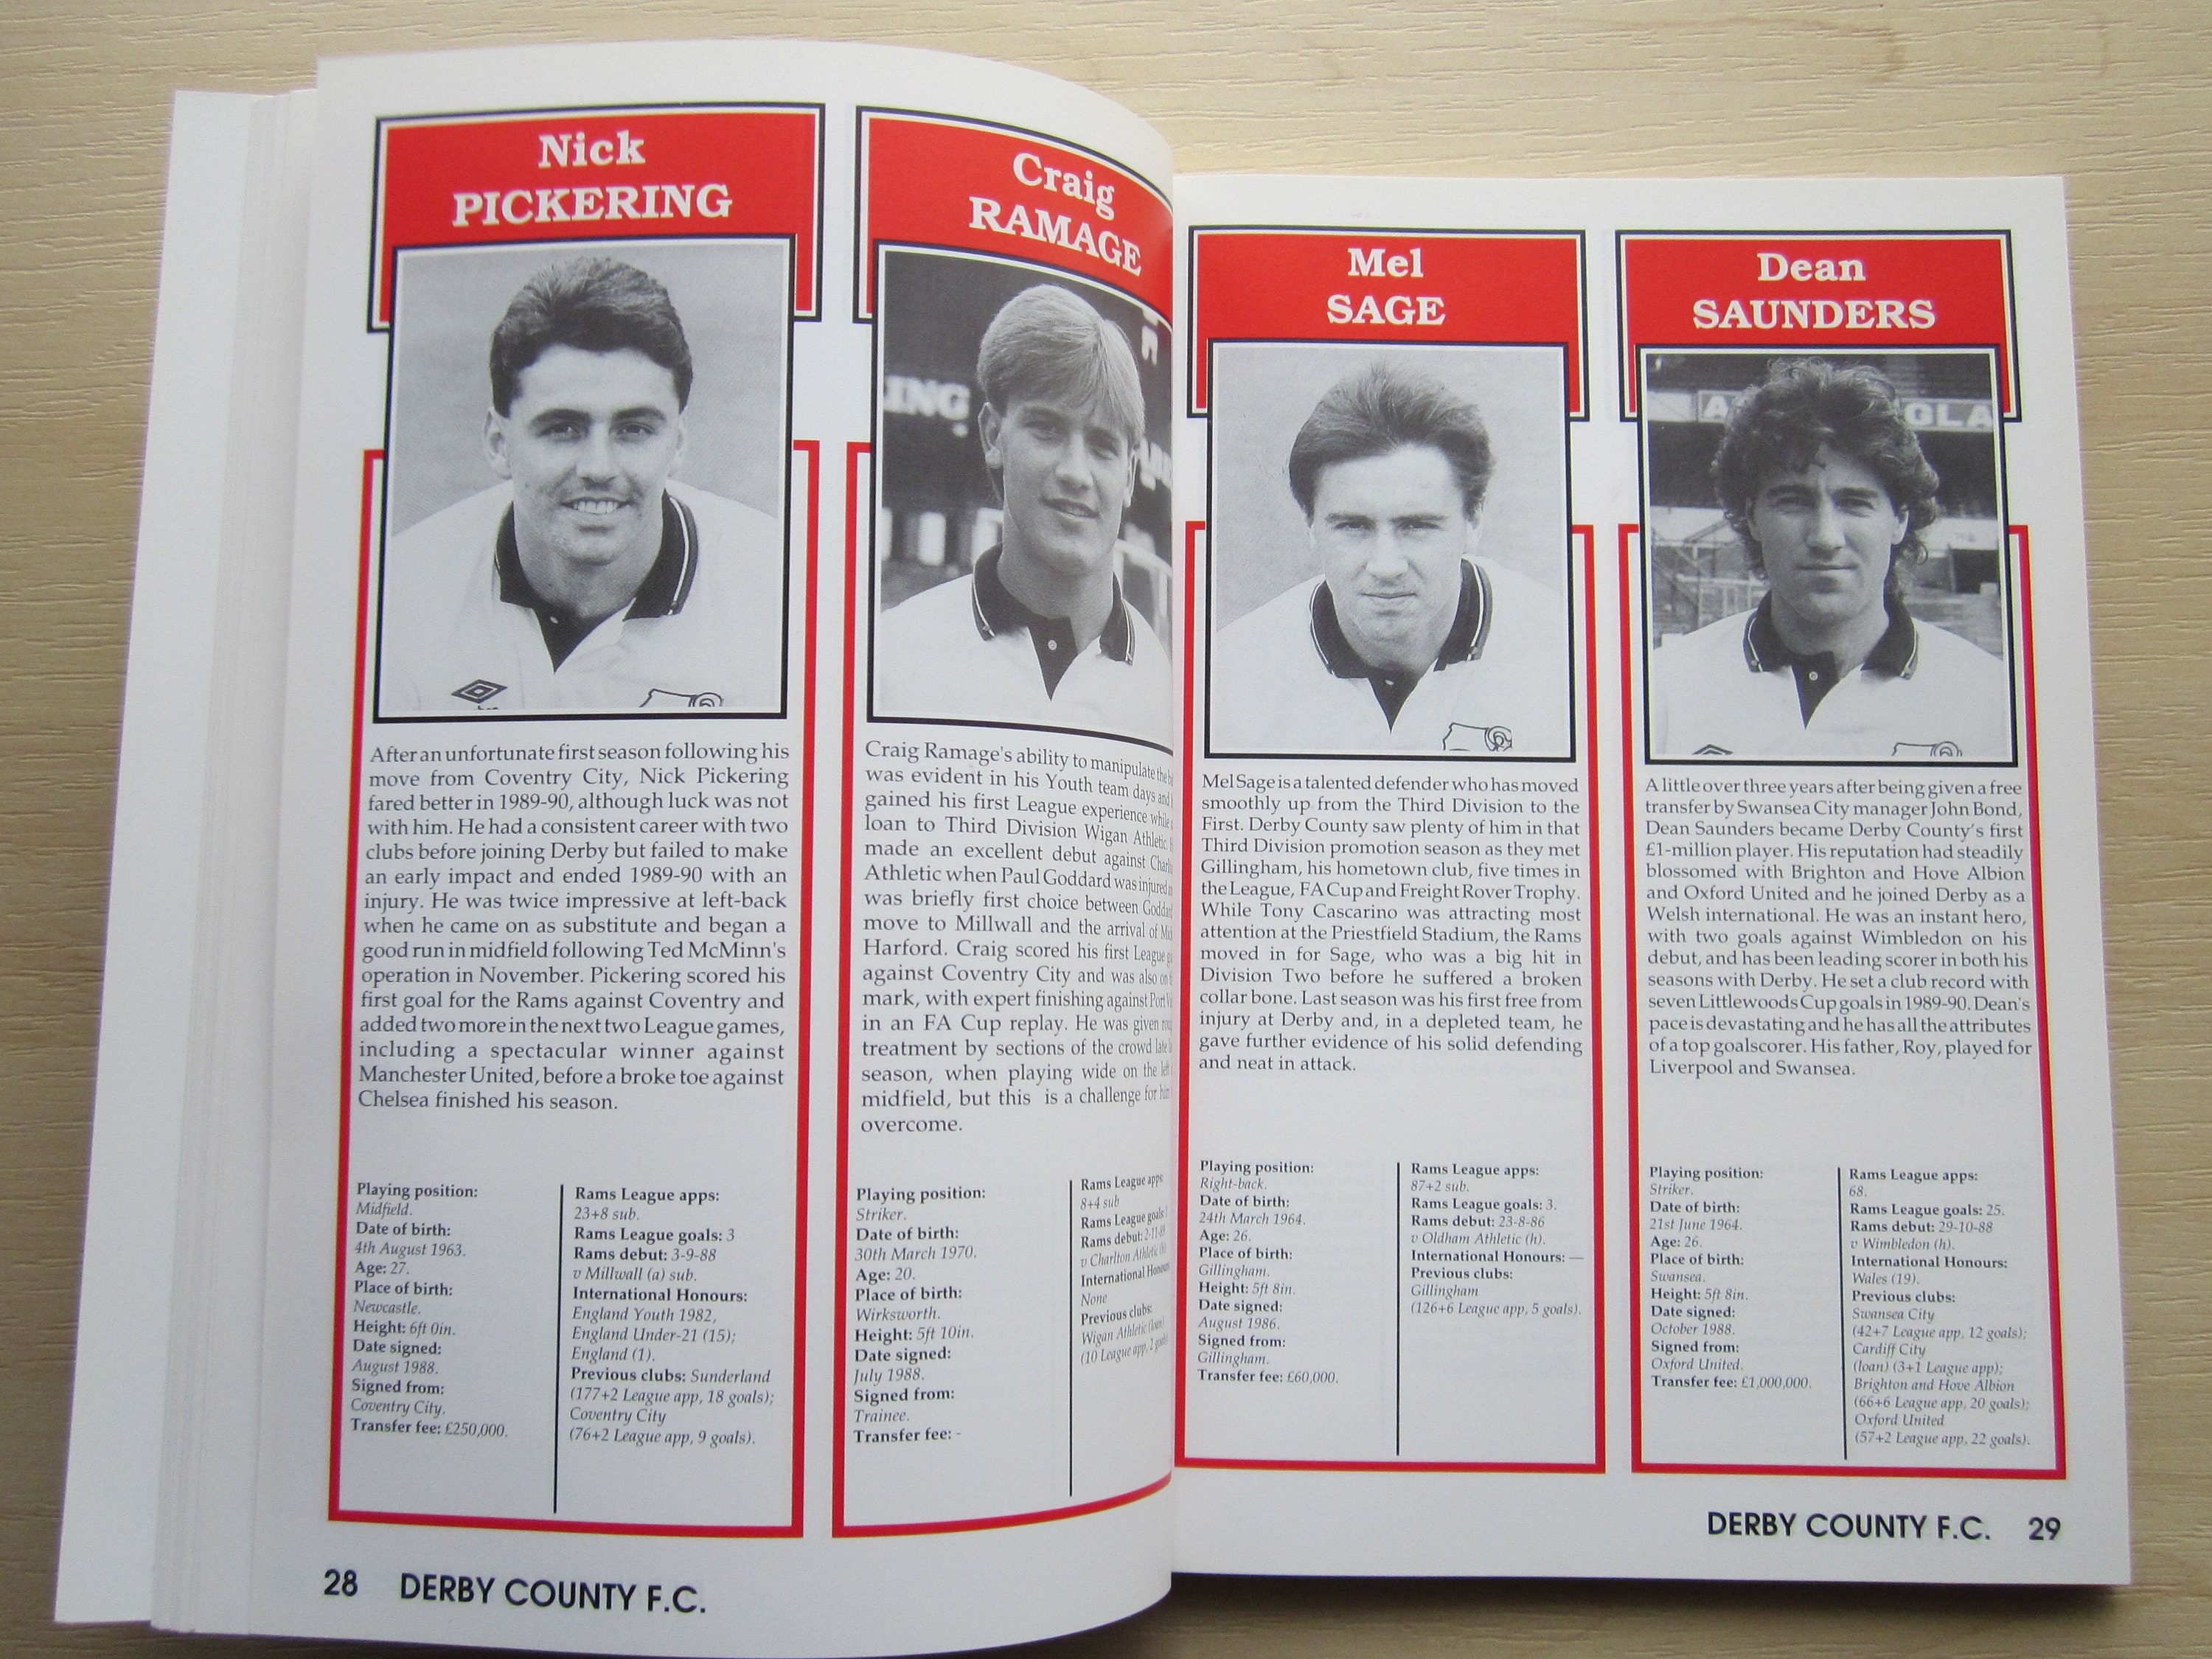 Nick
PICKERING
After an unfortunate first season following his
move from Coventry City, Nick Pickering
fared better in 1989-90, although luck was not
with him. He had a consistent career with two
clubs before joining Derby but failed to make
an early impact and ended 1989-90 with an
injury. He was twice impressive at left-back
when he came on as substitute and began a
good run in midfield following Ted McMinn's
operation in November. Pickering scored his
first goal for the Rams against Coventry and
added two more in the next two League games,
including a spectacular winner against
Manchester United, before a broke toe against
Chelsea finished his season.
Playing position:
Midfield.
Date of birth:
4th August 1963.
Age: 27.
Place of birth:
Newcastle.
Height: 6ft 0in.
Date signed:
August 1988.
Signed from:
Coventry City.
Transfer fee: £250,000.
Rams League apps:
23+8 sub.
Rams League goals: 3
Rams debut: 3-9-88
v Millwall (a) sub.
International Honours:
England Youth 1982,
England Under-21 (15);
England (1).
Previous clubs: Sunderland
(177+2 League app, 18 goals);
Coventry City
(76+2 League app, 9 goals).
Craig
RAMAGE
ING
Craig Ramage's ability to manipulate the
was evident in his Youth team days and
gained his first League experience while
loan to Third Division Wigan Athletic.
made an excellent debut against
Athletic when Paul Goddard was injured
was briefly first choice between
move to Millwall and the arrival of
Harford. Craig scored his first League
against Coventry City and was also on
mark, with expert finishing against Port
in an FA Cup replay. He was given
treatment by sections of the crowd late
season, when playing wide on the left
midfield, but this is a challenge for
overcome.
Playing position:
Striker.
Date of birth:
30th March 1970.
Age: 20.
Place of birth:
Wirksworth.
Height: 5ft 10in.
Date signed:
July 1988.
Signed from:
Trainee.
Transfer fee: -
Rams League apps:
8+4 sub
Rams League goals:
Rams debut:
v Charlton Athletic (h)
International
None
Previous clubs:
Wigan Athletic (loan)
(10 League app, 2 goals)
28 DERBY COUNTY F.C.
Mel
SAGE
Mel Sage is a talented defender who has moved
smoothly up from the Third Division to the
First. Derby County saw plenty of him in that
Third Division promotion season as they met
Gillingham, his hometown club, five times in
the League, FA Cup and Freight Rover Trophy.
While Tony Cascarino was attracting most
attention at the Priestfield Stadium, the Rams
moved in for Sage, who was a big hit in
Division Two before he suffered a broken
collar bone. Last season was his first free from
injury at Derby and, in a depleted team, he
gave further evidence of his solid defending
and neat in attack.
Playing position:
Right-back.
Date of birth:
24th March 1964.
Age: 26.
Place of birth:
Gillingham.
Height: 5ft 8in.
Date signed:
August 1986.
Signed from:
Gillingham.
Transfer fee: £60,000.
Rams League apps:
87+2 sub.
Rams League goals: 3.
Rams debut: 23-8-86
v Oldham Athletic (h).
International Honours: —
Previous clubs:
Gillingham
(126+6 League app, 5 goals).
Dean
SAUNDERS
A GLA
A little over three years after being given a free
transfer by Swansea City manager John Bond,
Dean Saunders became Derby County's first
£1-million player. His reputation had steadily
blossomed with Brighton and Hove Albion
and Oxford United and he joined Derby as a
Welsh international. He was an instant hero,
with two goals against Wimbledon on his
debut, and has been leading scorer in both his
seasons with Derby. He set a club record with
seven Littlewoods Cup goals in 1989-90. Dean's
pace is devastating and he has all the attributes
of a top goalscorer. His father, Roy, played for
Liverpool and Swansea.
Playing position:
Striker.
Date of birth:
21st June 1964.
Age: 26.
Place of birth:
Swansea.
Height: 5ft 8in.
Date signed:
October 1988.
Signed from:
Oxford United.
Transfer fee: £1,000,000.
Rams League apps:
68.
Rams League goals: 25.
Rams debut: 29-10-88
v Wimbledon (h).
International Honours:
Wales (19).
Previous clubs:
Swansea City
(42+7 League app, 12 goals);
Cardiff City
(loan) (3+1 League app);
Brighton and Hove Albion
(66+6 League app, 20 goals);
Oxford United
(57+2 League app, 22 goals).
DERBY COUNTY F.C. 29